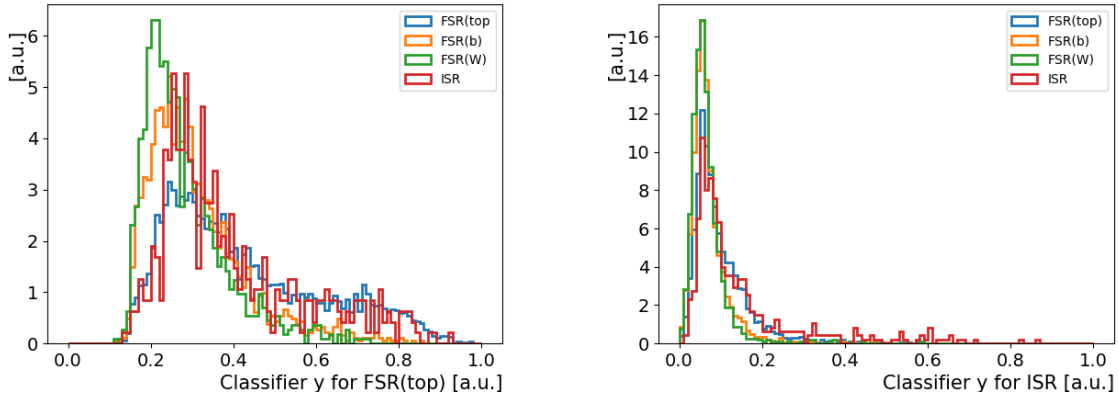 [a.u.]
6
5
4
3
2
1
0
0.0 0.2 0.4 0.6 0.8 1.0
Classifier y for FSR(top) [a.u.]
FSR(top
FSR(b)
FSR(W)
ISR
[a.u.]
16
14
12
10
8
6
4
2
0
0.0 0.2 0.4 0.6 0.8 1.0
Classifier y for ISR [a.u.]
FSR(top)
FSR(b)
FSR(W)
ISR